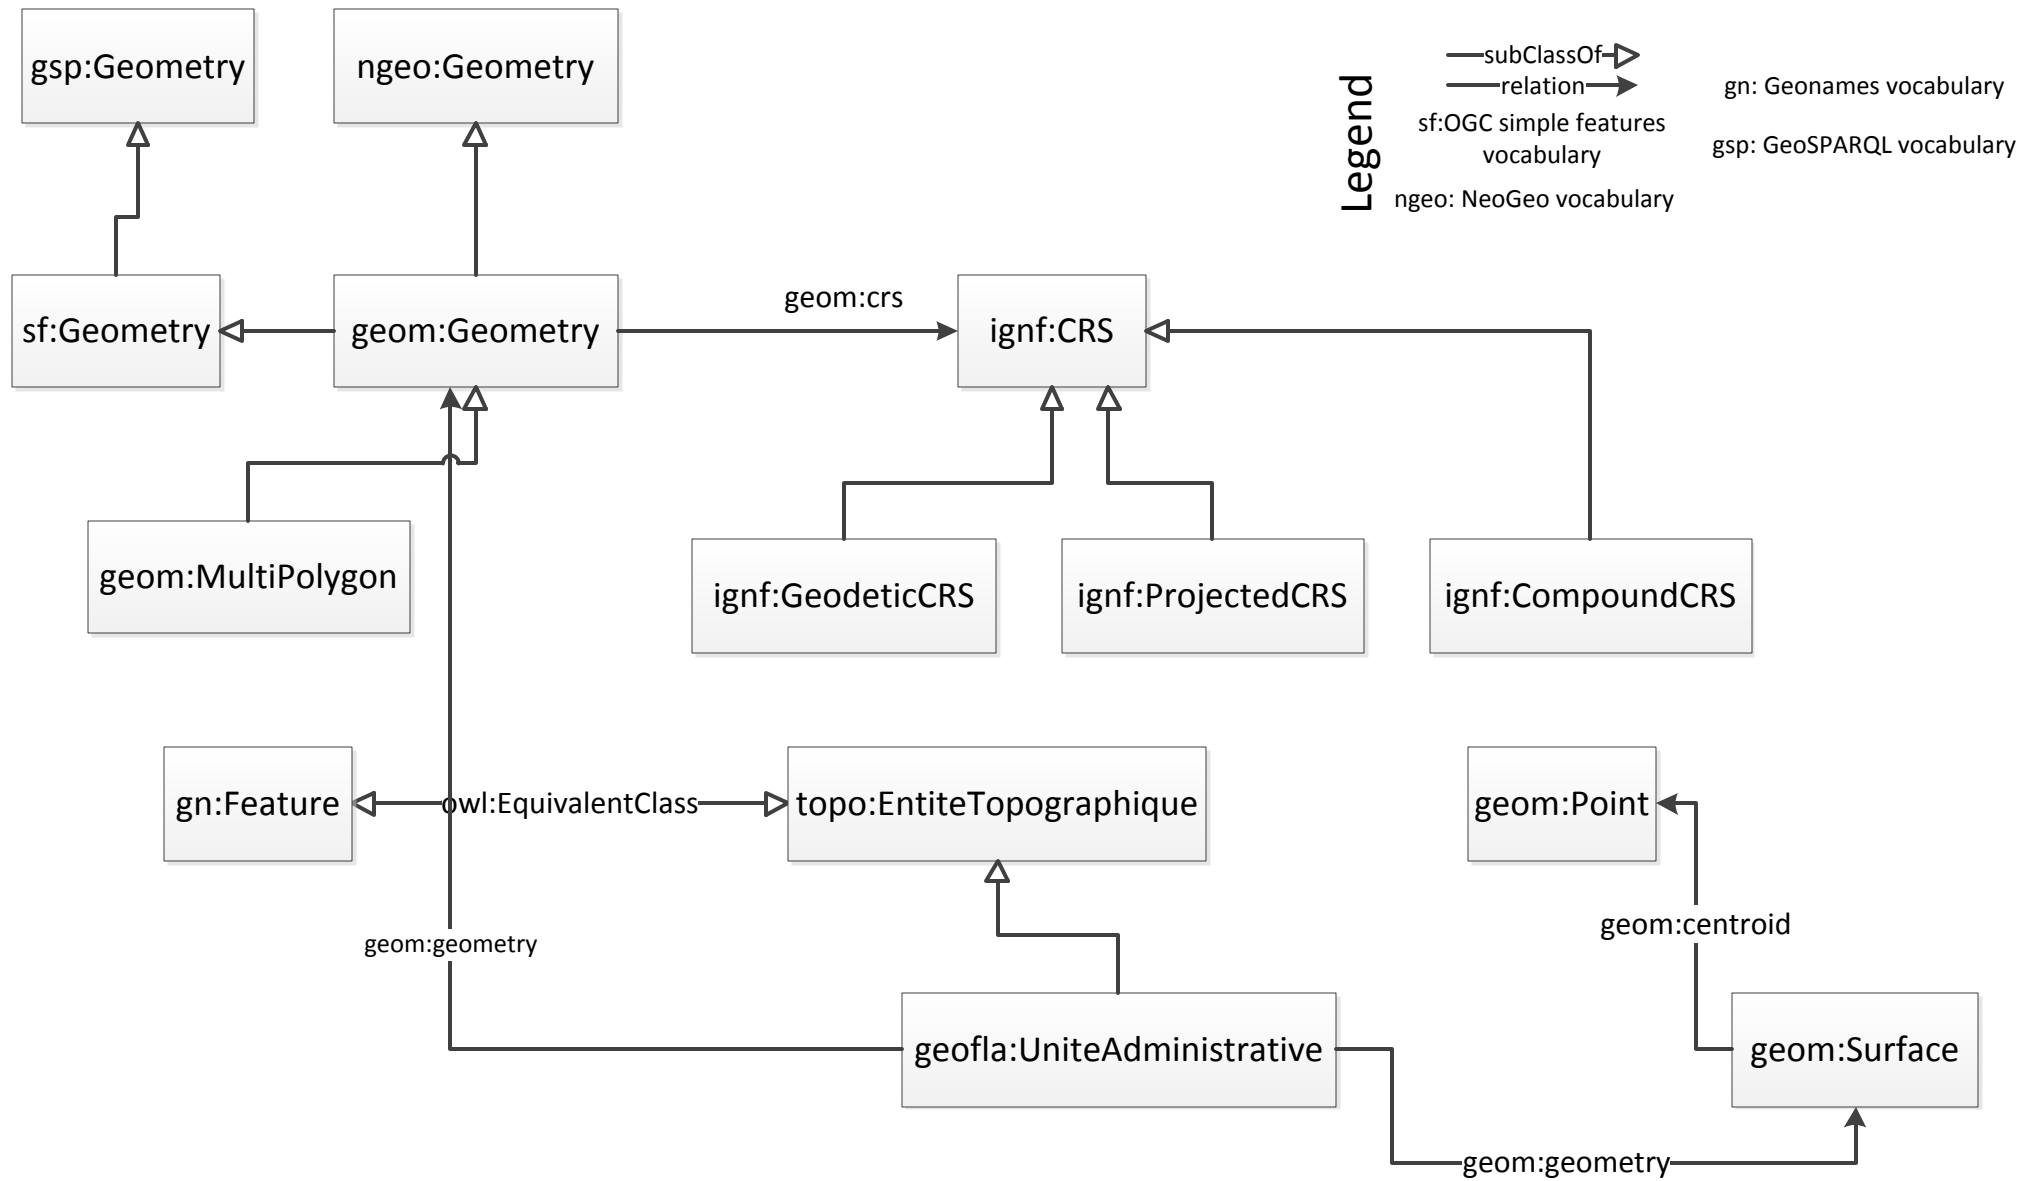 gsp:Geometry
ngeo:Geometry
Legend
subClassOf
relation
gn: Geonames vocabulary
sf:OGC simple features
vocabulary
gsp: GeoSPARQL vocabulary
ngeo: NeoGeo vocabulary
sf:Geometry
geom:Geometry
geom:crs
ignf:CRS
geom:MultiPolygon
ignf:GeodeticCRS
ignf:ProjectedCRS
ignf:CompoundCRS
gn:Feature
owl:EquivalentClass
topo:EntiteTopographique
geom:Point
geom:geometry
geom:centroid
geofla:UniteAdministrative
geom:Surface
geom:geometry